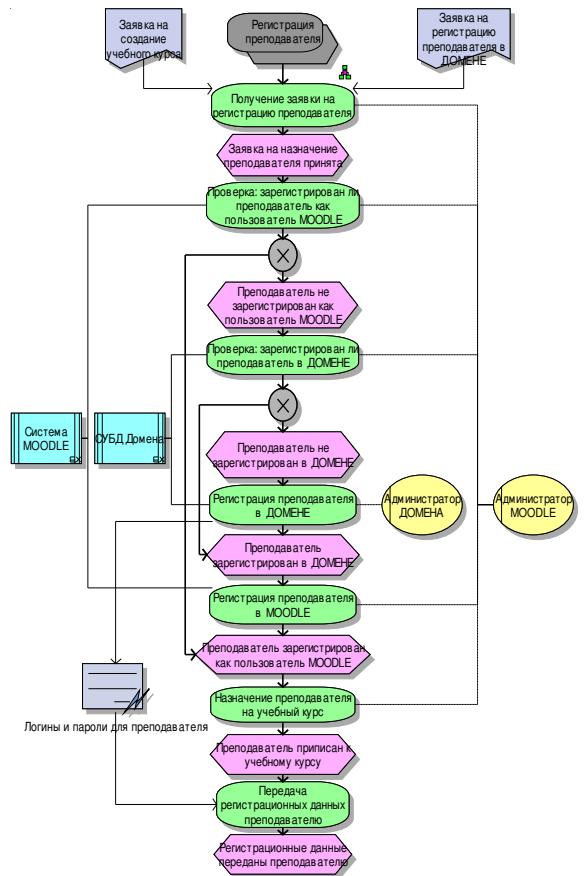 Заявка на
создание
учебного курса
Регистрация
преподавателя
Заявка на
регистрацию
преподавателя в
ДОМЕНЕ
Получение заявки на
регистрацию преподавателя
Заявка на назначение
преподавателя принята
Проверка: зарегистрирован ли
преподаватель как
пользователь MOODLE
Преподаватель не
зарегистрирован как
пользователь MOODLE
Проверка: зарегистрирован ли
преподаватель в ДОМЕНЕ
Система
MOODLE
СУБД Домена
Преподаватель не
зарегистрирован в ДОМЕНЕ
Регистрация преподавателя
в ДОМЕНЕ
Администратор
ДОМЕНА
Администратор
MOODLE
Преподаватель
зарегистрирован в ДОМЕНЕ
Регистрация преподавателя
в MOODLE
Преподаватель зарегистрирован
как пользователь MOODLE
Назначение преподавателя
на учебный курс
Логины и пароли для преподавателя
Преподаватель приписан к
учебному курсу
Передача
регистрационных данных
преподавателю
Регистрационные данные
переданы преподавателю